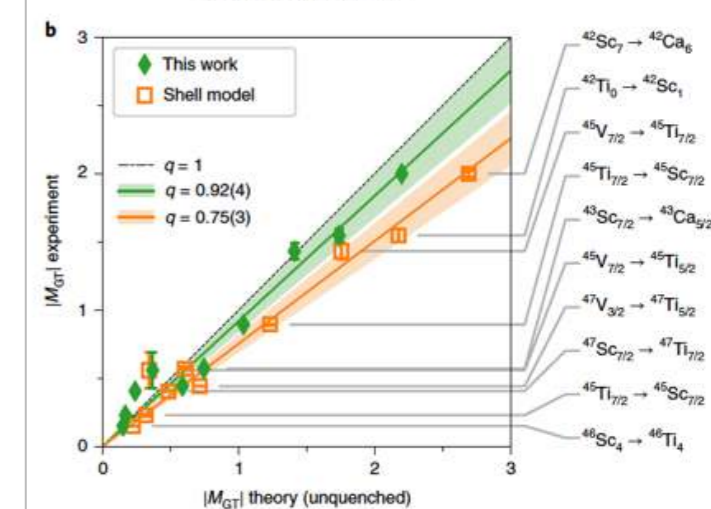 b
This work
Shell model
q = 1
q = 0.92(4)
q = 0.75(3)
3
2
1
0
0
1
2
3
|M_GT| experiment
|M_GT| theory (unquenched)
⁴²Sc₇ → ⁴²Ca₆
⁴²Ti₀ → ⁴²Sc₁
⁴⁵V₇/₂ → ⁴⁵Ti₇/₂
⁴⁵Ti₇/₂ → ⁴⁵Sc₇/₂
⁴³Sc₇/₂ → ⁴³Ca₅/₂
⁴⁵V₇/₂ → ⁴⁵Ti₅/₂
⁴⁷V₃/₂ → ⁴⁷Ti₅/₂
⁴⁷Sc₇/₂ → ⁴⁷Ti₇/₂
⁴⁵Ti₇/₂ → ⁴⁵Sc₇/₂
⁴⁶Sc₄ → ⁴⁶Ti₄